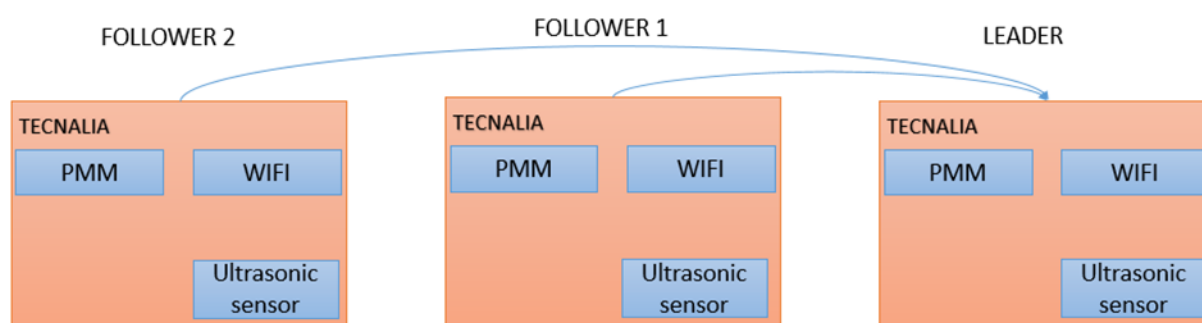 FOLLOWER 2
FOLLOWER 1
LEADER
TECNALIA
PMM
WIFI
Ultrasonic
sensor
TECNALIA
PMM
WIFI
Ultrasonic
sensor
TECNALIA
PMM
WIFI
Ultrasonic
sensor